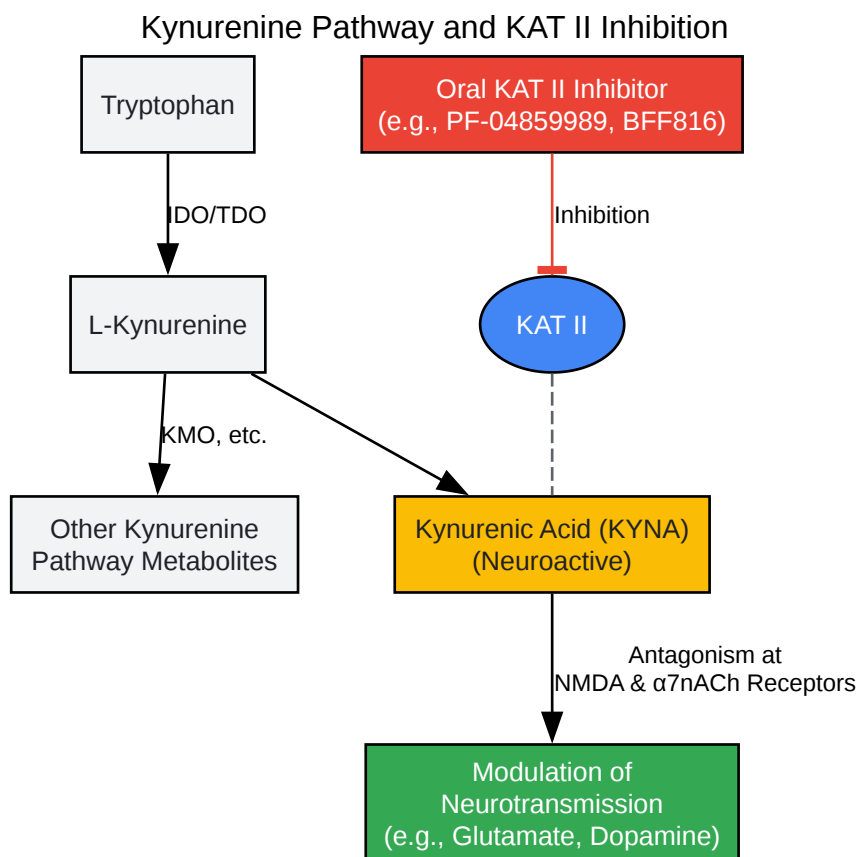 Kynurenine Pathway and KAT II Inhibition
Tryptophan
Oral KAT II Inhibitor
(e.g., PF-04859989, BFF816)
IDO/TDO
Inhibition
L-Kynurenine
KAT II
KMO, etc.
Other Kynurenine
Pathway Metabolites
Kynurenic Acid (KYNA)
(Neuroactive)
Antagonism at
NMDA & α7nACh Receptors
Modulation of
Neurotransmission
(e.g., Glutamate, Dopamine)